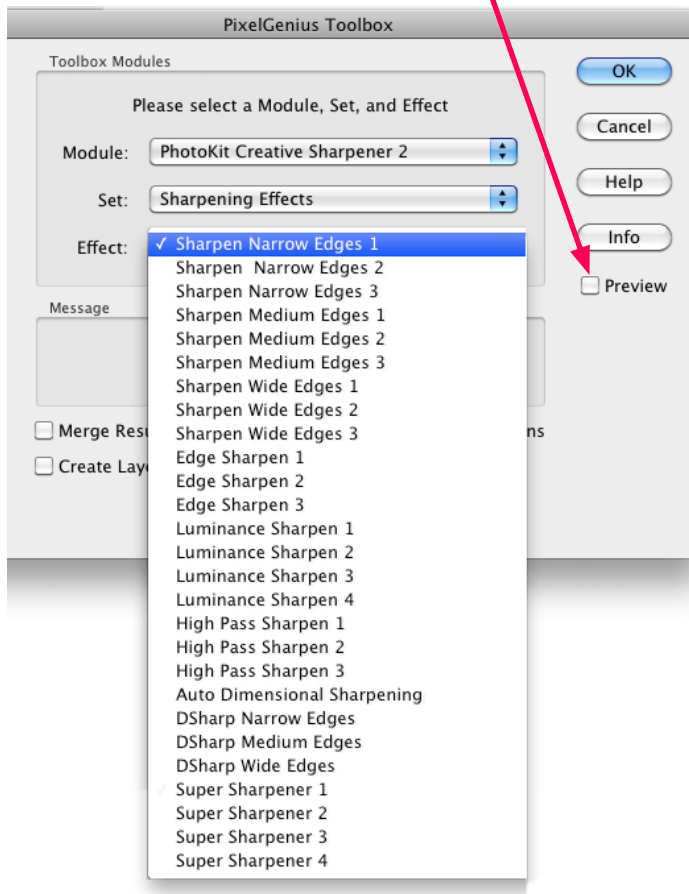 PixelGenius Toolbox
Toolbox Modules
Please select a Module, Set, and Effect
Module:
PhotoKit Creative Sharpener 2
Set:
Sharpening Effects
Effect:
✓ Sharpen Narrow Edges 1
Sharpen  Narrow Edges 2
Sharpen Narrow Edges 3
Sharpen Medium Edges 1
Sharpen Medium Edges 2
Sharpen Medium Edges 3
Sharpen Wide Edges 1
Sharpen Wide Edges 2
Sharpen Wide Edges 3
Edge Sharpen 1
Edge Sharpen 2
Edge Sharpen 3
Luminance Sharpen 1
Luminance Sharpen 2
Luminance Sharpen 3
Luminance Sharpen 4
High Pass Sharpen 1
High Pass Sharpen 2
High Pass Sharpen 3
Auto Dimensional Sharpening
DSharp Narrow Edges
DSharp Medium Edges
DSharp Wide Edges
Super Sharpener 1
Super Sharpener 2
Super Sharpener 3
Super Sharpener 4
Message
Merge
Create
OK
Cancel
Help
Info
Preview